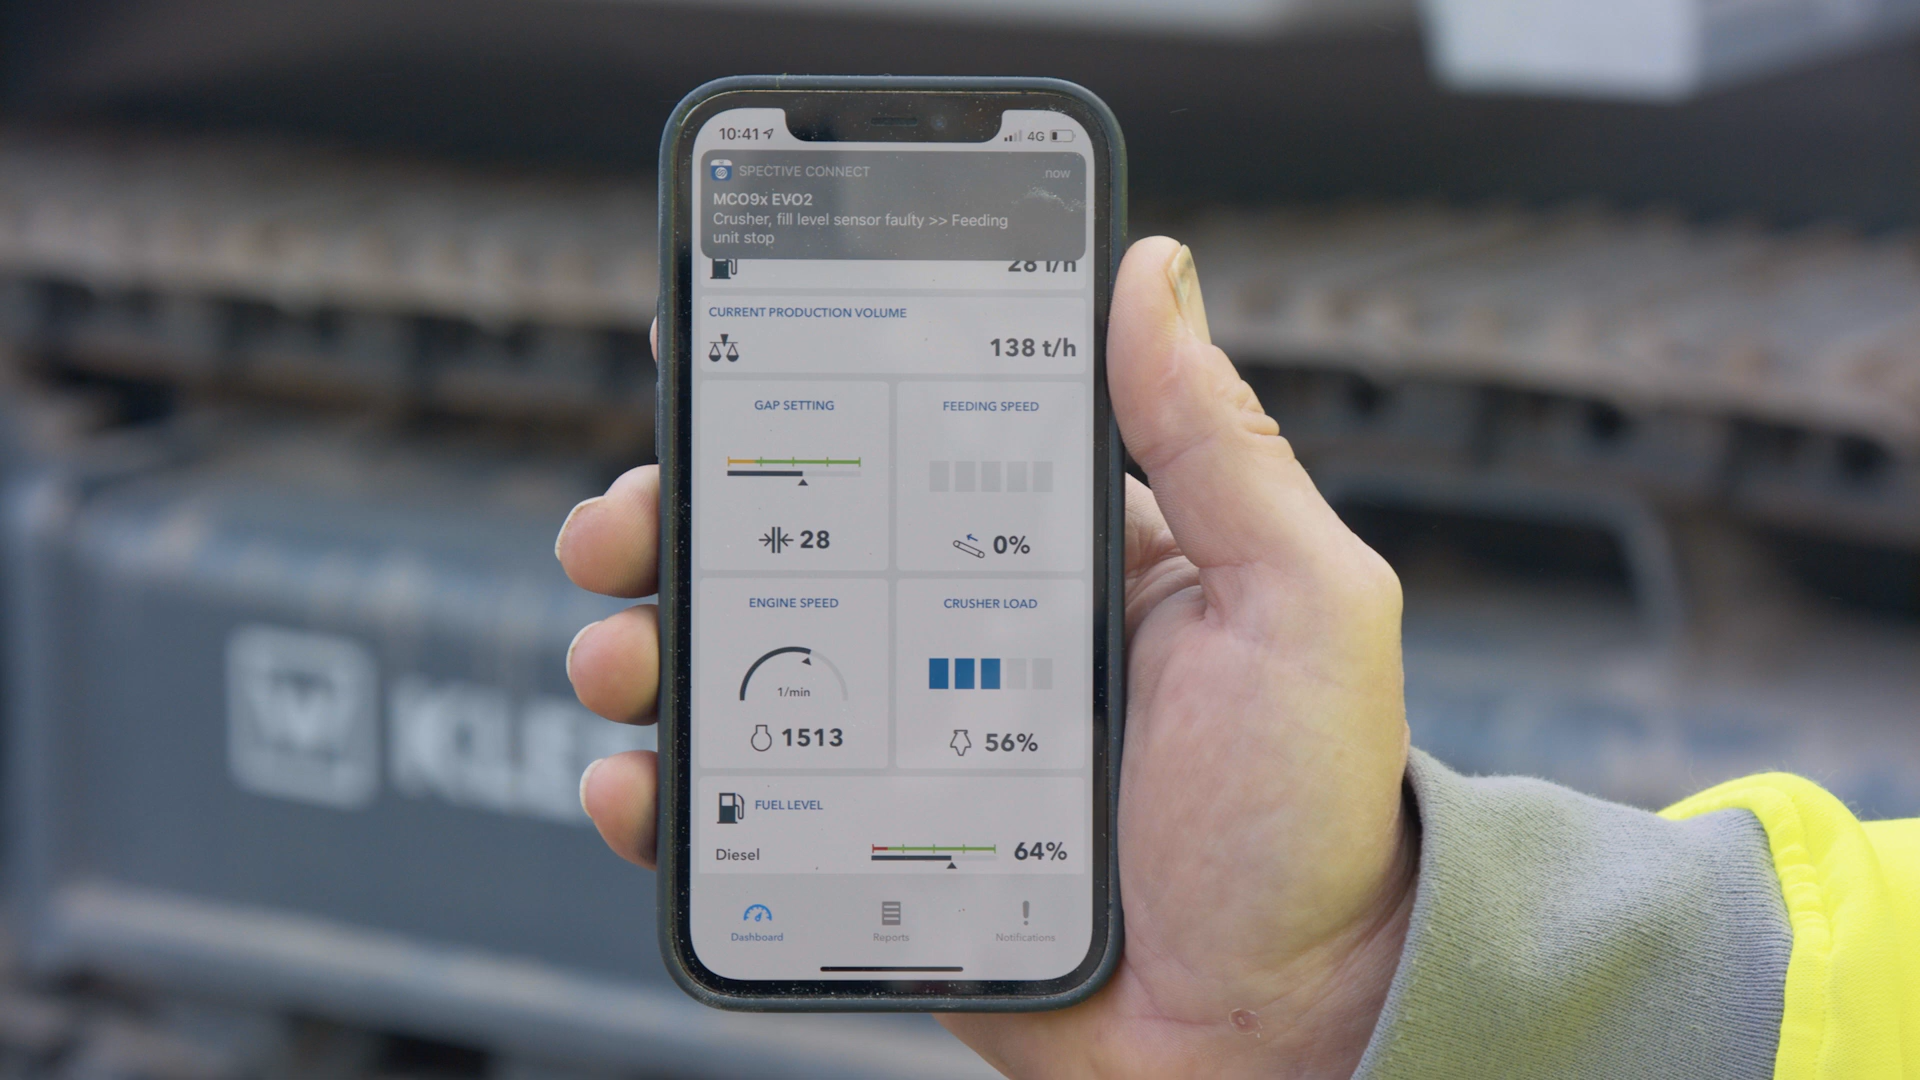 10:41
4G
SPECTIVE CONNECT
now
MCO9x EVO2
Crusher, fill level sensor faulty >> Feeding
unit stop
28 l/h
CURRENT PRODUCTION VOLUME
138 t/h
GAP SETTING
28
FEEDING SPEED
0%
ENGINE SPEED
1/min
1513
CRUSHER LOAD
56%
FUEL LEVEL
Diesel
64%
Dashboard
Reports
Notifications
KLE